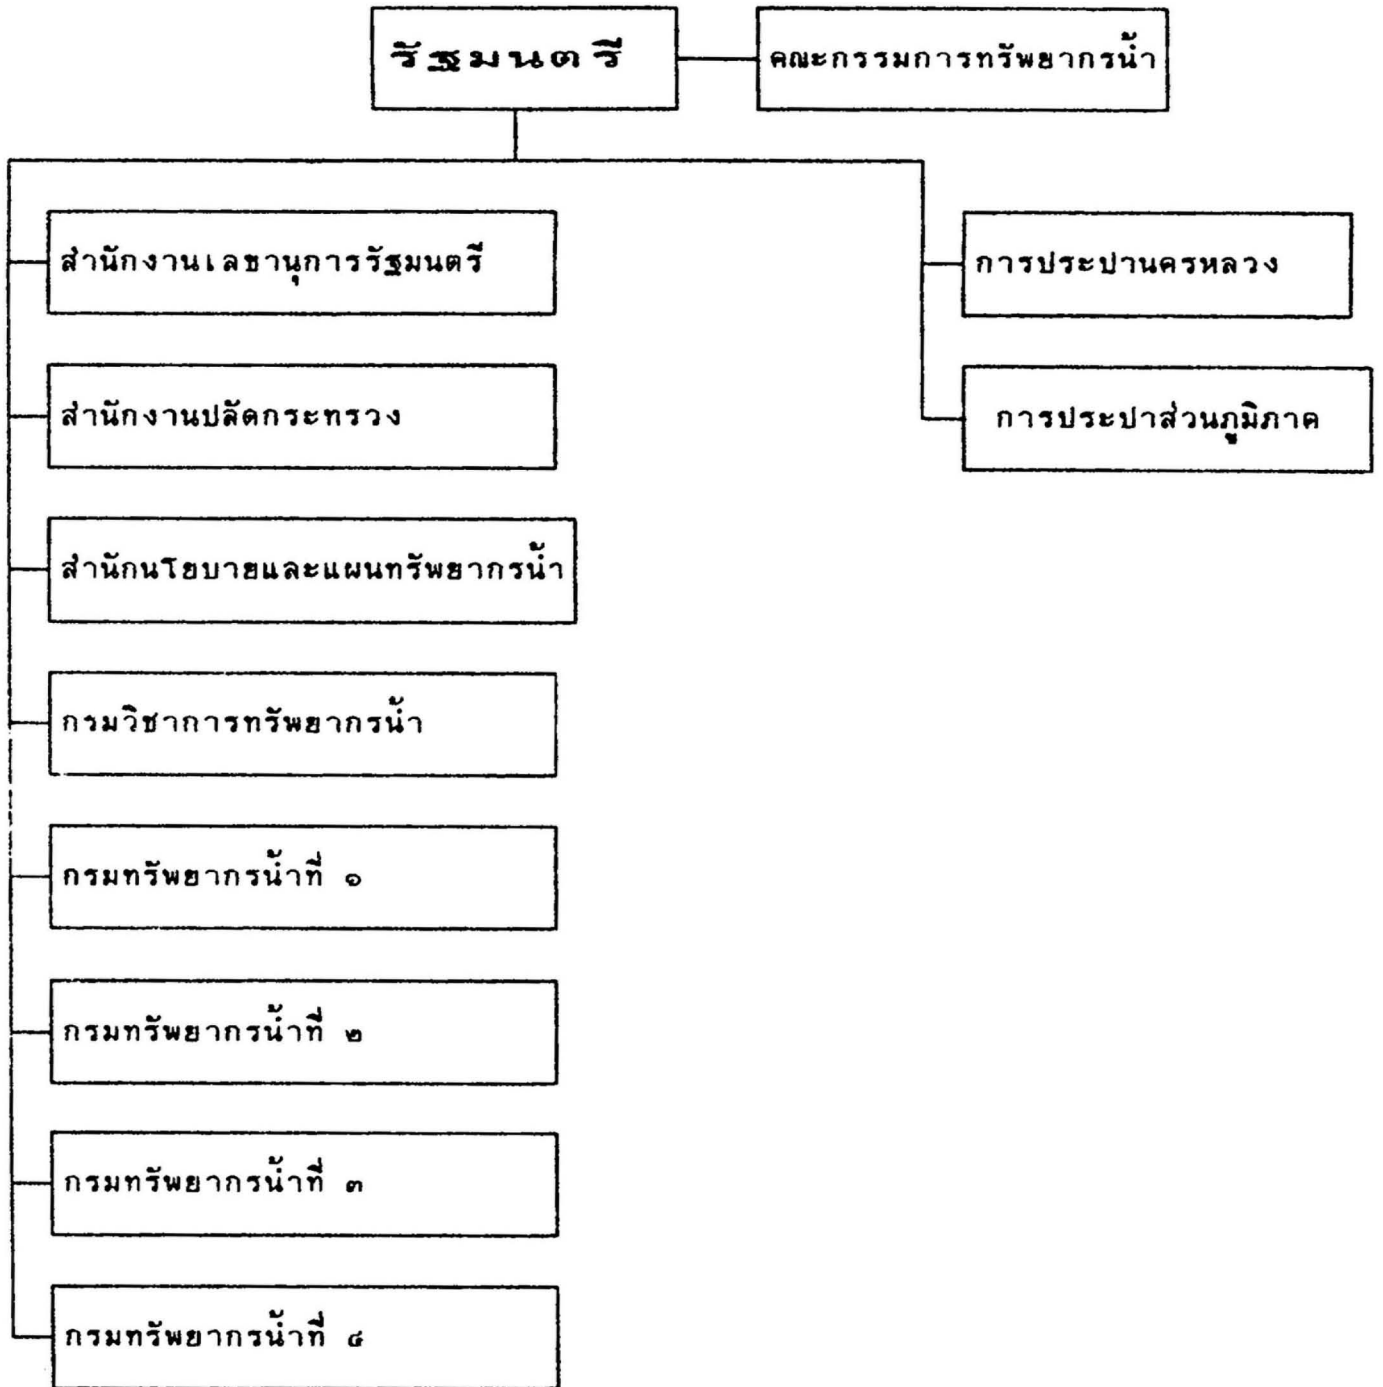 รัฐมนตรี
คณะกรรมการทรัพยากรน้ำ
สำนักงานเลขานุการรัฐมนตรี
การประปานครหลวง
สำนักงานปลัดกระทรวง
การประปาส่วนภูมิภาค
สำนักนโยบายและแผนทรัพยากรน้ำ
กรมวิชาการทรัพยากรน้ำ
กรมทรัพยากรน้ำที่ ๑
กรมทรัพยากรน้ำที่ ๒
กรมทรัพยากรน้ำที่ ๓
กรมทรัพยากรน้ำที่ ๔